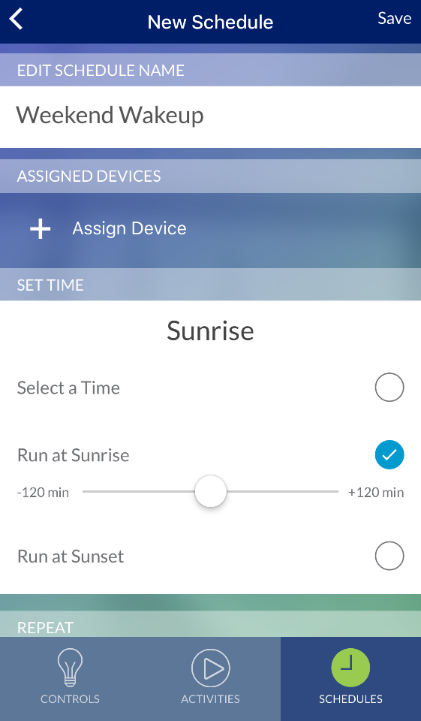 New Schedule
Save
EDIT SCHEDULE NAME
Weekend Wakeup
ASSIGNED DEVICES
+ Assign Device
SET TIME
Sunrise
Select a Time
Run at Sunrise
-120 min +120 min
Run at Sunset
REPEAT
CONTROLS ACTIVITIES SCHEDULES